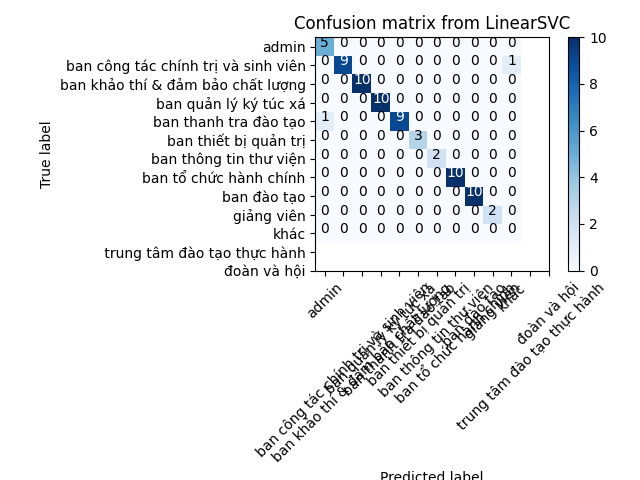 Confusion matrix from LinearSVC
True label
admin
ban công tác chính trị và sinh viên
ban khảo thí & đảm bảo chất lượng
ban quản lý ký túc xá
ban thanh tra đào tạo
ban thiết bị quản trị
ban thông tin thư viện
ban tổ chức hành chính
ban đào tạo
giảng viên
khác
trung tâm đào tạo thực hành
đoàn và hội
5 0 0 0 0 0 0 0 0 0 0
0 9 0 0 0 0 0 0 0 0 1
0 0 10 0 0 0 0 0 0 0 0
0 0 0 10 0 0 0 0 0 0 0
1 0 0 0 9 0 0 0 0 0 0
0 0 0 0 0 3 0 0 0 0 0
0 0 0 0 0 0 2 0 0 0 0
0 0 0 0 0 0 0 10 0 0 0
0 0 0 0 0 0 0 0 10 0 0
0 0 0 0 0 0 0 0 0 2 0
0 0 0 0 0 0 0 0 0 0 0
10
8
6
4
2
0
admin
ban công tác chính trị và sinh viên
ban khảo thí & đảm bảo chất lượng
ban quản lý ký túc xá
ban thanh tra đào tạo
ban thiết bị quản trị
ban thông tin thư viện
ban tổ chức hành chính
ban đào tạo
giảng viên
khác
trung tâm đào tạo thực hành
đoàn và hội
Predicted label